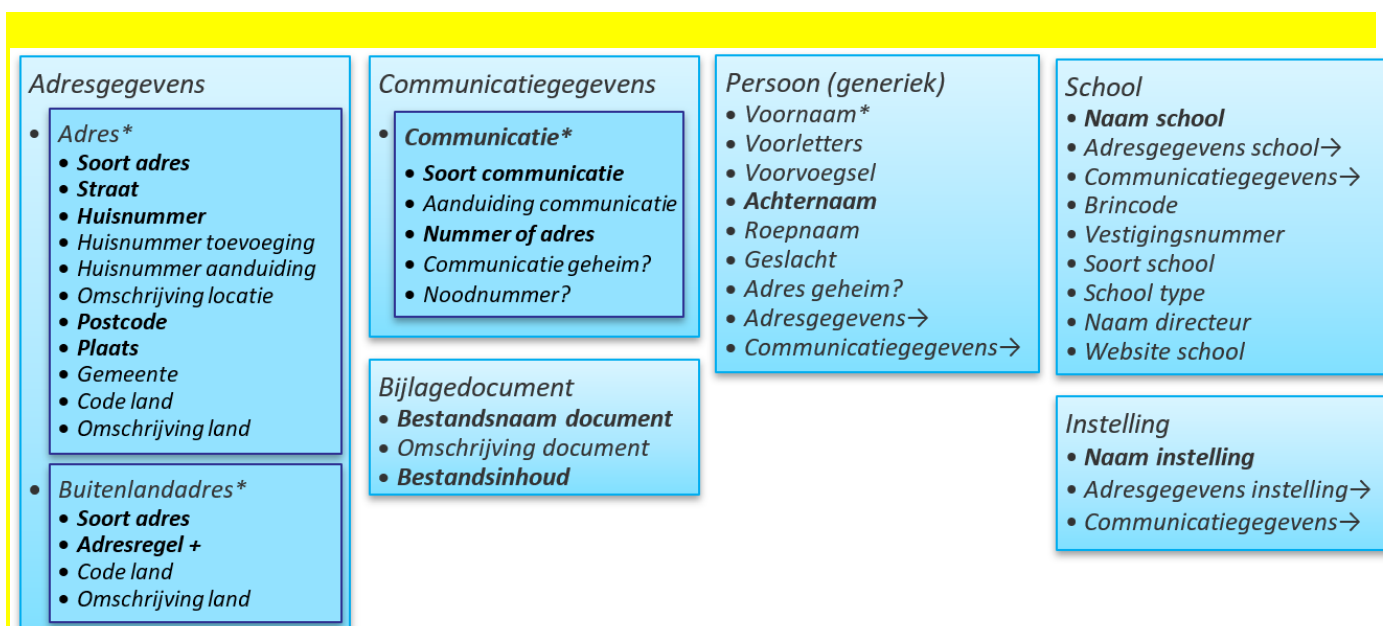 Adresgegevens
• Adres*
• Soort adres
• Straat
• Huisnummer
• Huisnummer toevoeging
• Huisnummer aanduiding
• Omschrijving locatie
• Postcode
• Plaats
• Gemeente
• Code land
• Omschrijving land
• Buitenlandadres*
• Soort adres
• Adresregel +
• Code land
• Omschrijving land
Communicatiegegevens
• Communicatie*
• Soort communicatie
• Aanduiding communicatie
• Nummer of adres
• Communicatie geheim?
• Noodnummer?
Bijlagedocument
• Bestandsnaam document
• Omschrijving document
• Bestandsinhoud
Persoon (generiek)
• Voornaam*
• Voorletters
• Voorvoegsel
• Achternaam
• Roepnaam
• Geslacht
• Adres geheim?
• Adresgegevens→
• Communicatiegegevens→
School
• Naam school
• Adresgegevens school→
• Communicatiegegevens→
• Brincode
• Vestigingsnummer
• Soort school
• School type
• Naam directeur
• Website school
Instelling
• Naam instelling
• Adresgegevens instelling→
• Communicatiegegevens→